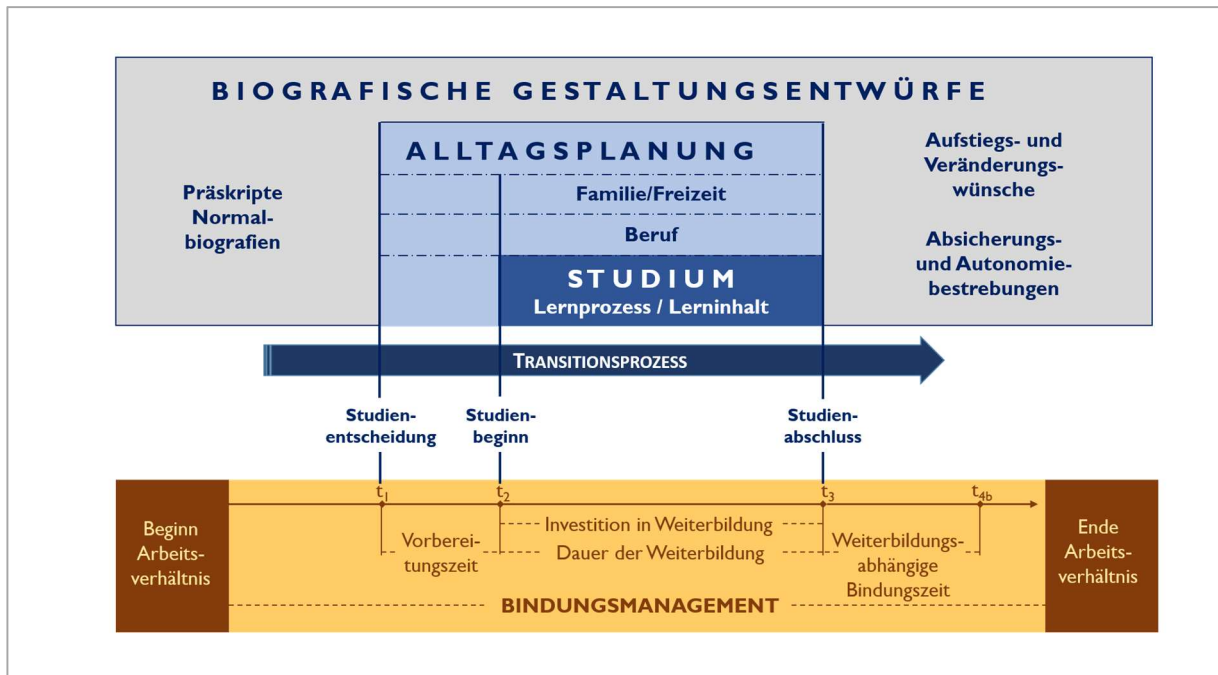 BIOGRAFISCHE GESTALTUNGSENTWÜRFE
ALLTAGSPLANUNG
Präskripte
Normal-
biografien
Familie/Freizeit
Beruf
STUDIUM
Lernprozess / Lerninhalt
Aufstiegs- und
Veränderungs-
wünsche
Absicherungs-
und Autonomie-
bestrebungen
TRANSITIONSPROZESS
Studien-
entscheidung
Studien-
beginn
Studien-
abschluss
Beginn
Arbeits-
verhältnis
t1
t2
t3
t4b
Vorberei-
tungszeit
Investition in Weiterbildung
Dauer der Weiterbildung
Weiterbildungs-
abhängige
Bindungszeit
BINDUNGSMANAGEMENT
Ende
Arbeits-
verhältnis